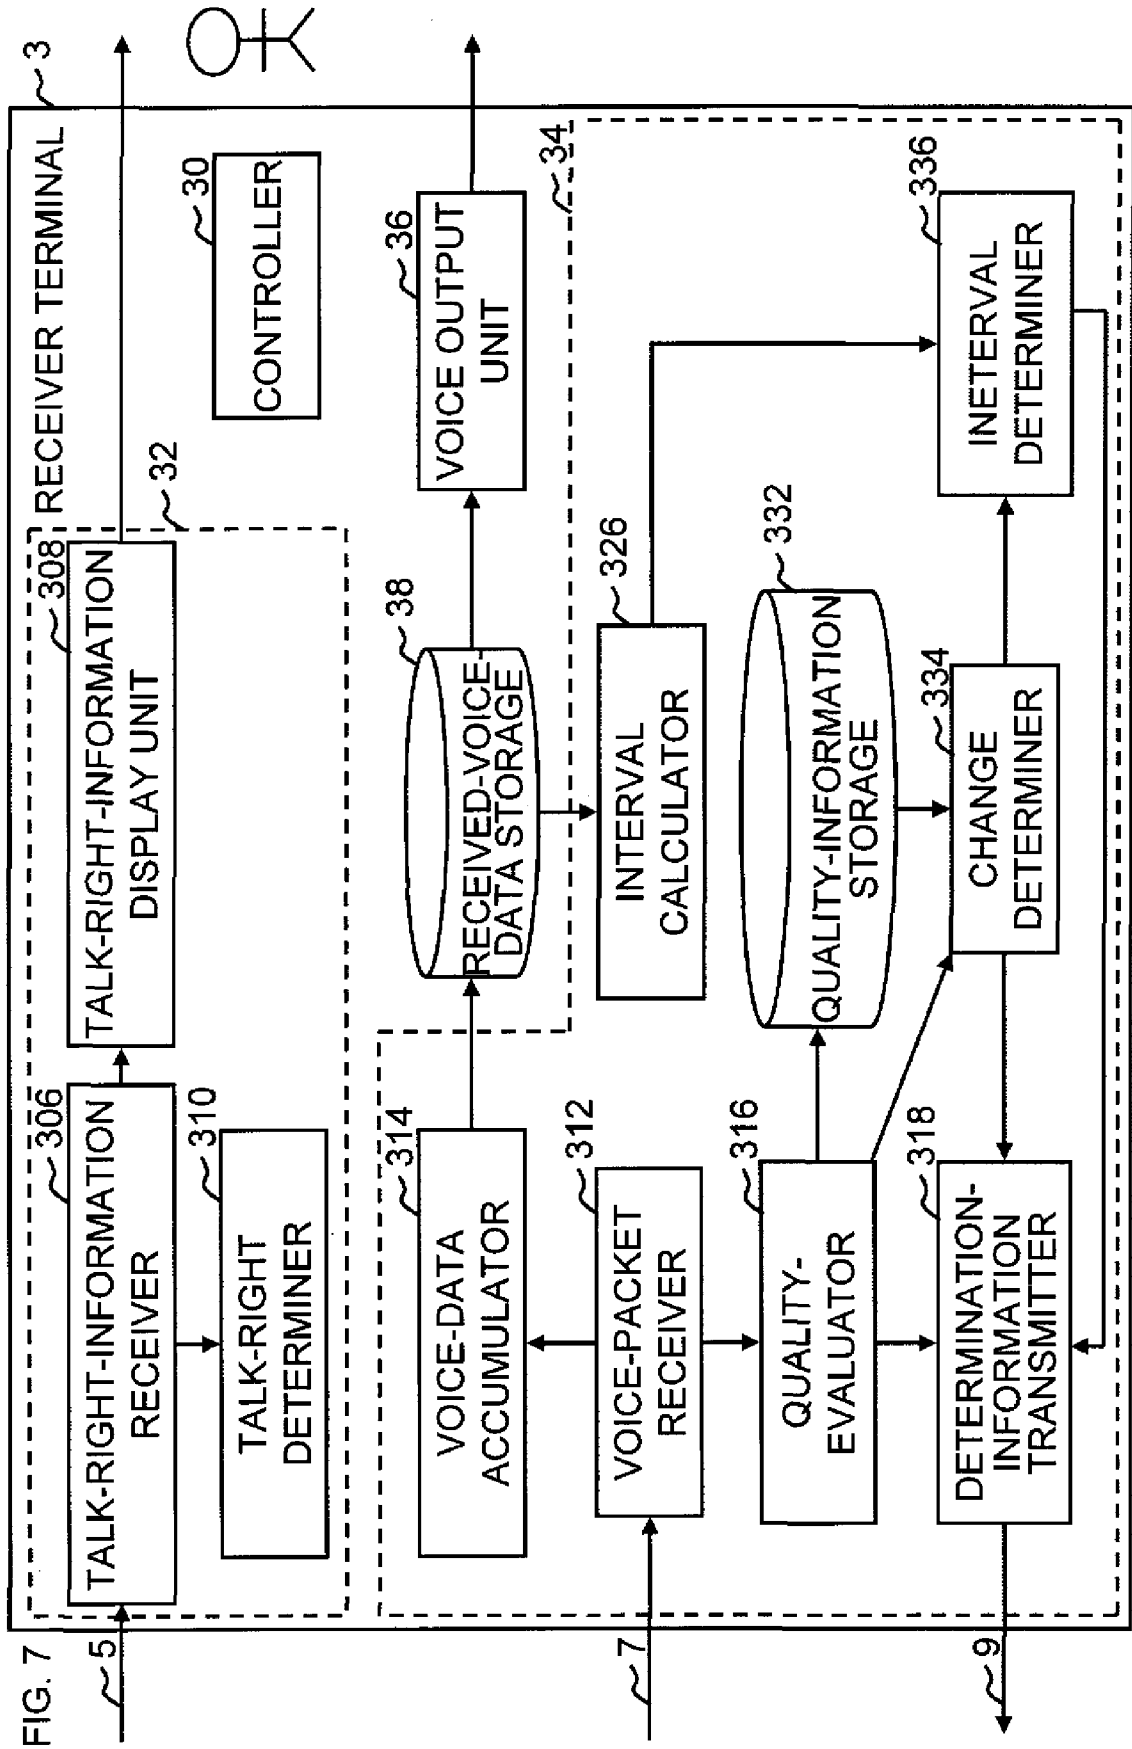 FIG. 7
RECEIVER TERMINAL
3
5
306
TALK-RIGHT-INFORMATION
RECEIVER
308
TALK-RIGHT-INFORMATION
DISPLAY UNIT
32
310
TALK-RIGHT
DETERMINER
30
CONTROLLER
314
VOICE-DATA
ACCUMULATOR
38
RECEIVED-VOICE-
DATA STORAGE
36
VOICE OUTPUT
UNIT
34
7
312
VOICE-PACKET
RECEIVER
326
INTERVAL
CALCULATOR
316
QUALITY-
EVALUATOR
332
QUALITY-INFORMATION
STORAGE
9
318
DETERMINATION-
INFORMATION
TRANSMITTER
334
CHANGE
DETERMINER
336
INETERVAL
DETERMINER